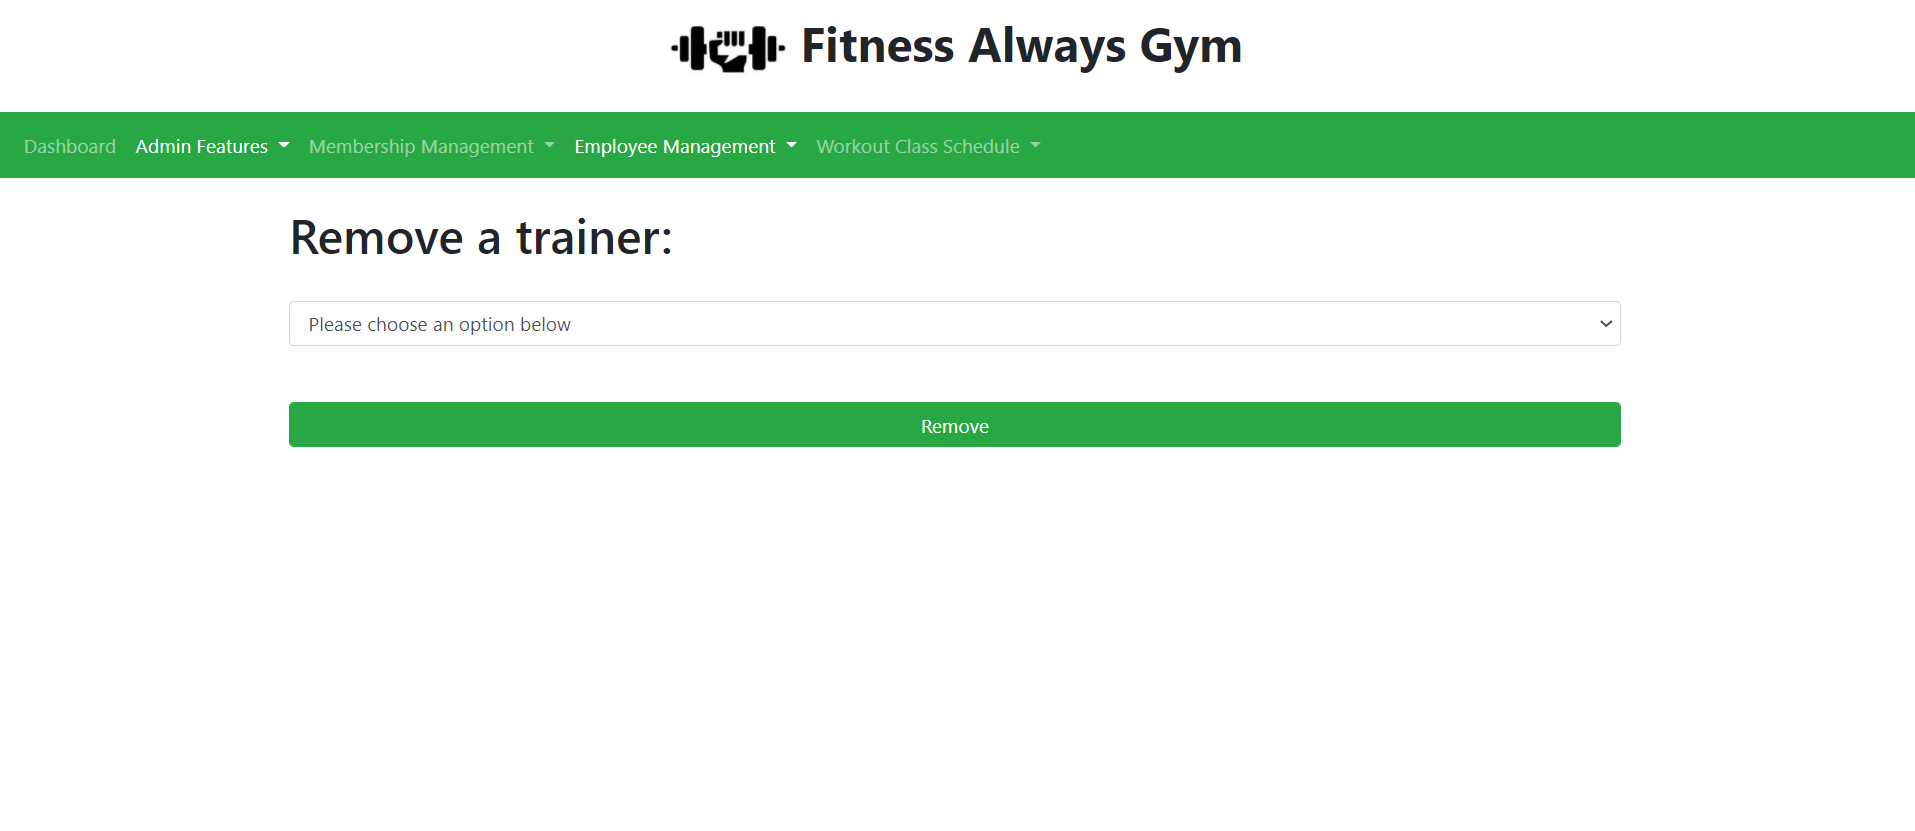 Fitness Always Gym
Dashboard Admin Features Membership Management Employee Management Workout Class Schedule
Remove a trainer:
Please choose an option below
Remove